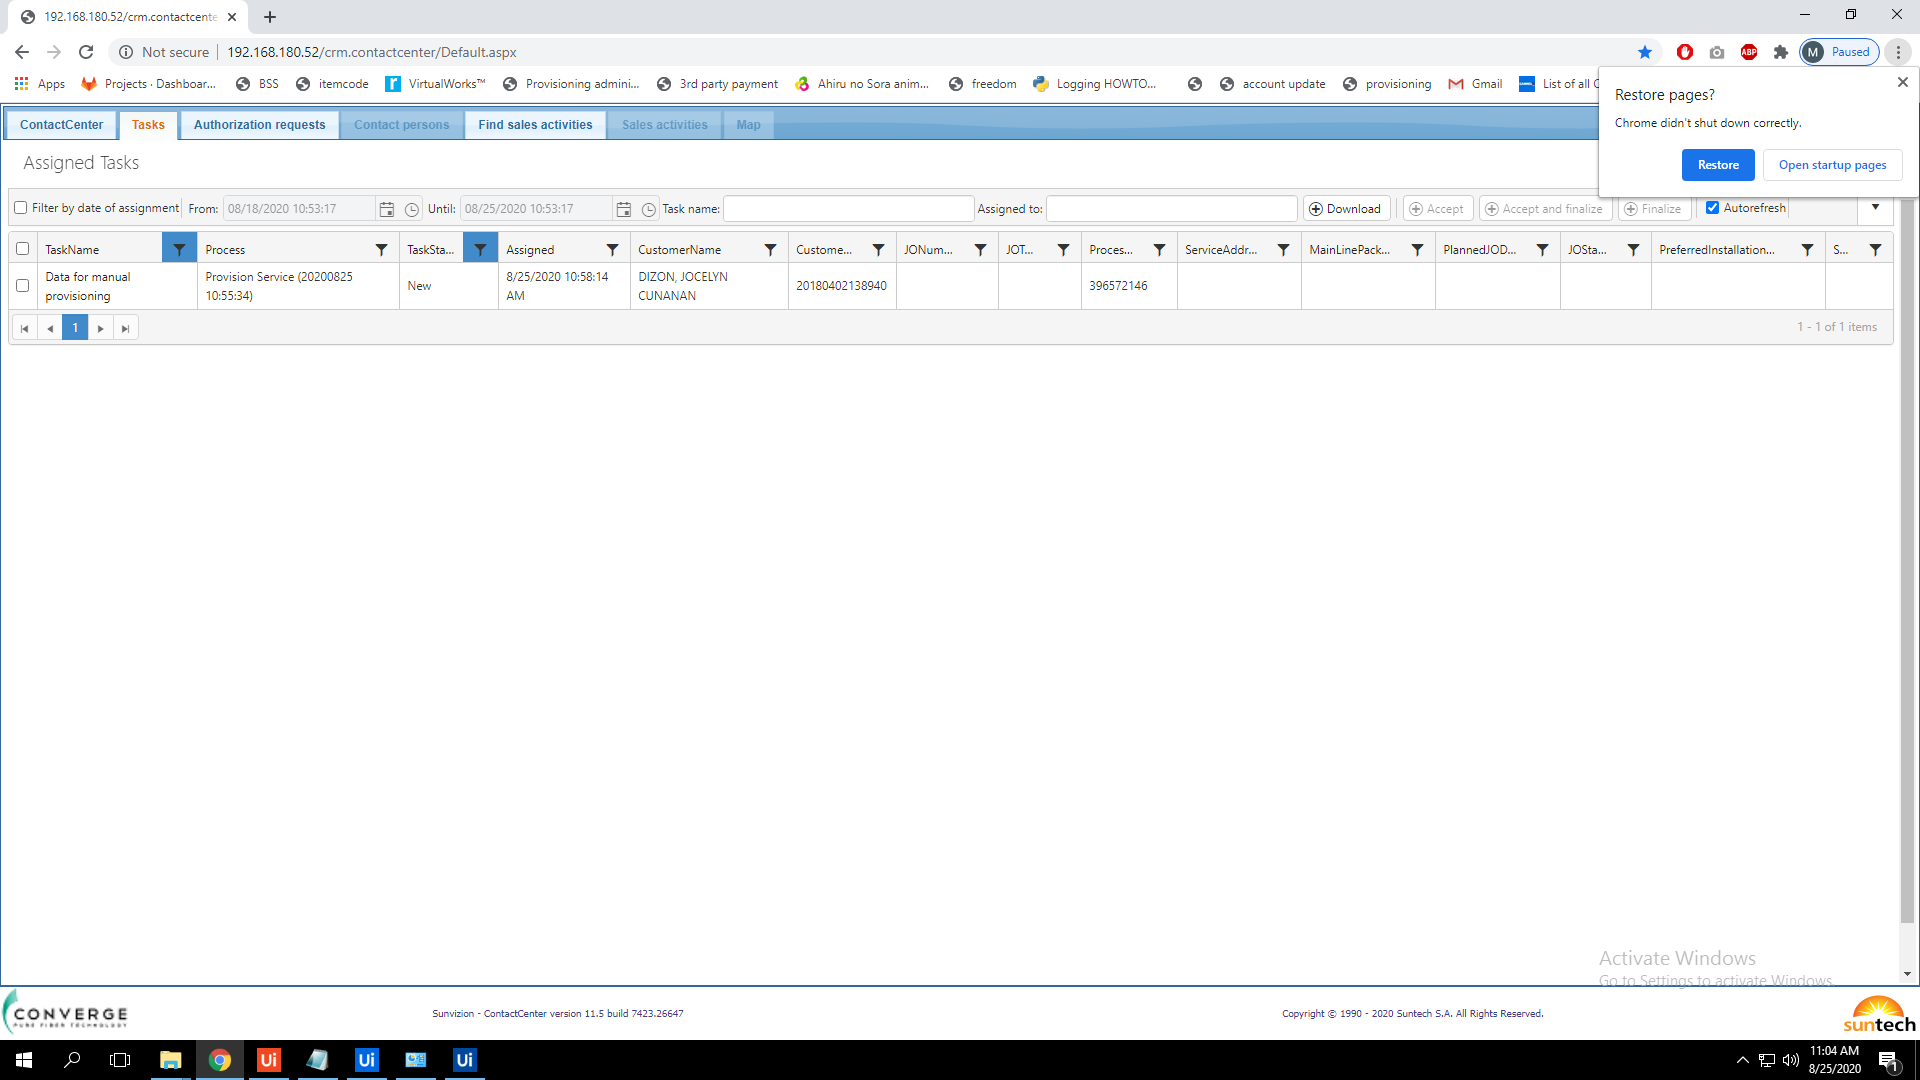 192.168.180.52/crm.contactcente
Not secure
192.168.180.52/crm.contactcenter/Default.aspx
ABP
M Paused
Apps
Projects · Dashboar...
BSS
itemcode
VirtualWorks™
Provisioning admini...
3rd party payment
Ahiru no Sora anim...
freedom
Logging HOWTO...
account update
provisioning
Gmail
List of all C
Restore pages?
Chrome didn't shut down correctly.
Restore
Open startup pages
ContactCenter
Tasks
Authorization requests
Contact persons
Find sales activities
Sales activities
Map
Assigned Tasks
Filter by date of assignment From: 08/18/2020 10:53:17 Until: 08/25/2020 10:53:17 Task name: Assigned to: Download Accept Accept and finalize Finalize Autorefresh
TaskName Process TaskSta... Assigned CustomerName Custome... JONum... JOT... Proces... ServiceAddr... MainLinePack... PlannedJOD... JOSta... PreferredInstallation... S...
Data for manual provisioning
Provision Service (20200825 10:55:34)
New
8/25/2020 10:58:14 AM
DIZON, JOCELYN CUNANAN
20180402138940
396572146
1
1 - 1 of 1 items
Activate Windows
Go to Settings to activate Windows.
CONVERGE
PURE FIBER TECHNOLOGY
Sunvizion - ContactCenter version 11.5 build 7423.26647
Copyright © 1990 - 2020 Suntech S.A. All Rights Reserved.
suntech
Ui
Ui
Ui
11:04 AM
8/25/2020
1